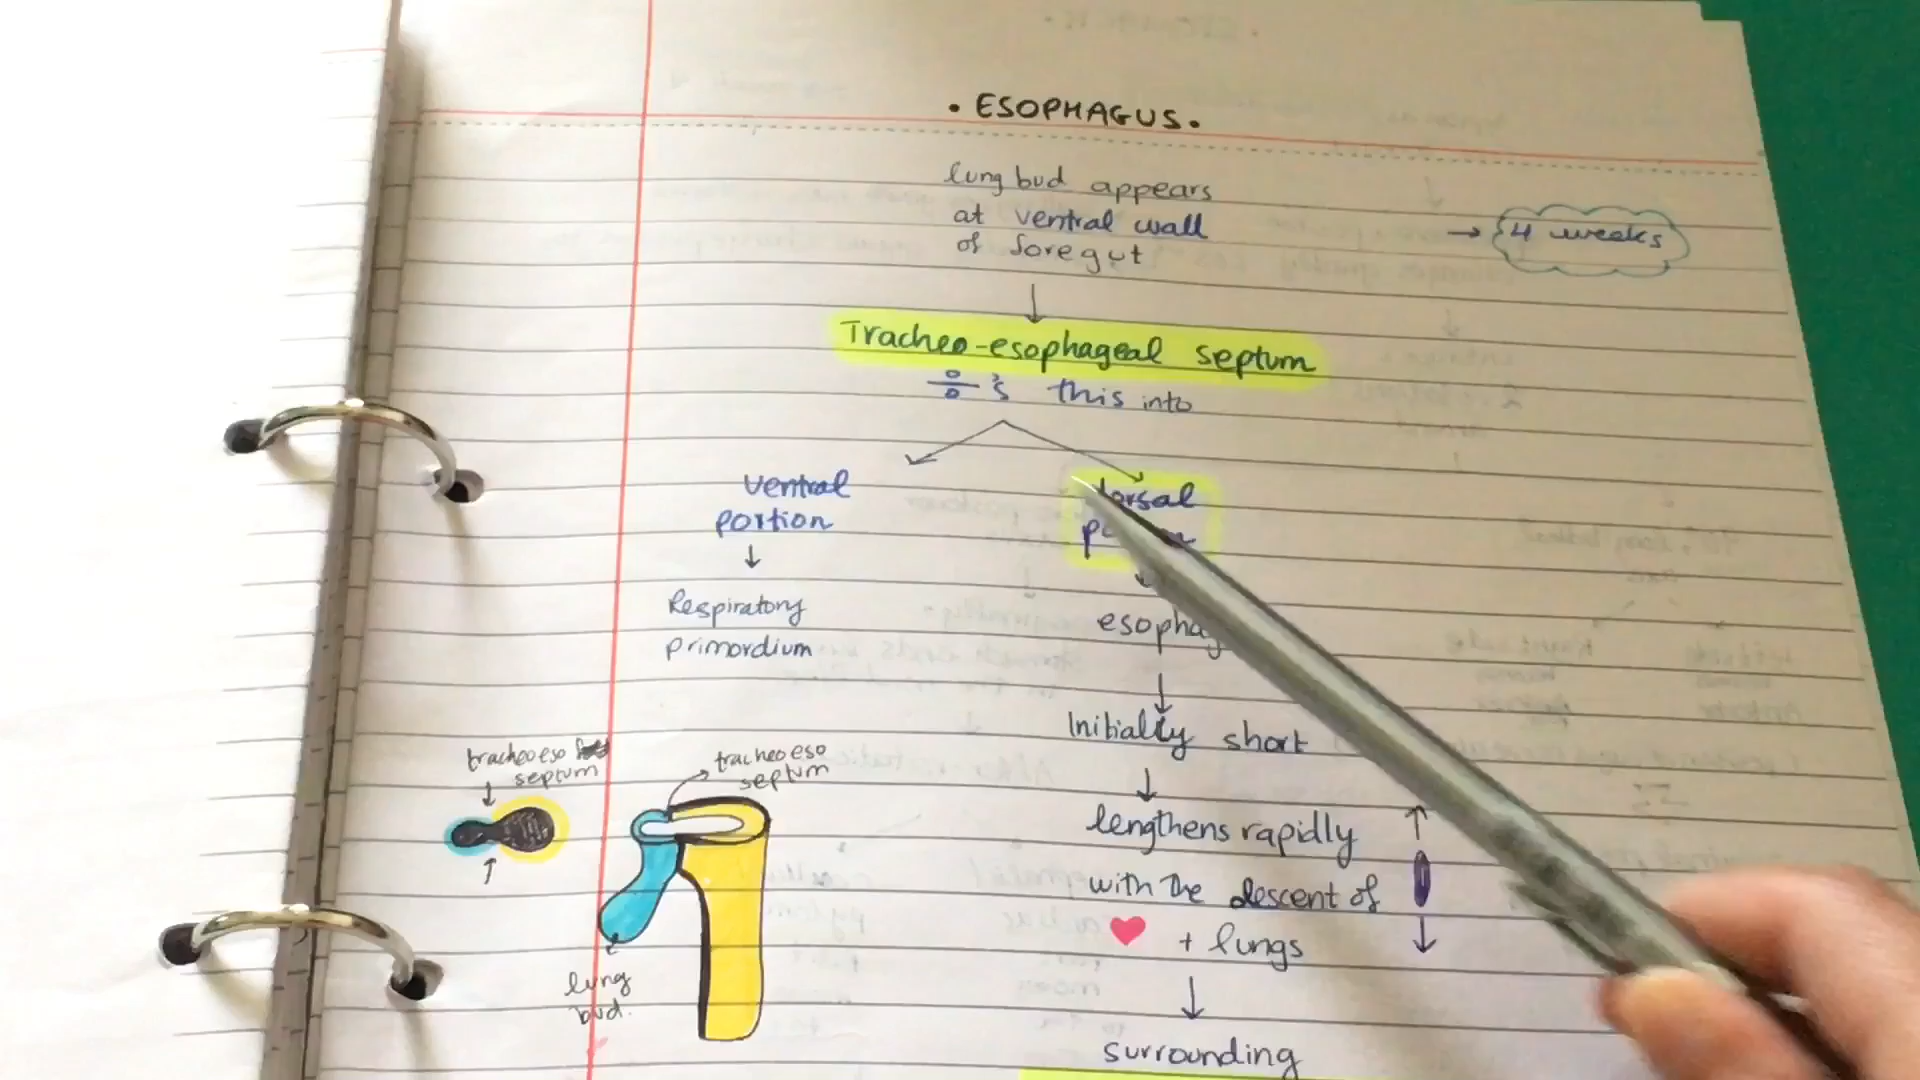 • ESOPHAGUS.
lung bud appears
at ventral wall
of foregut
→ 4 weeks
Tracheo-esophageal septum
÷'s this into
ventral
portion
dorsal
Respiratory
primordium
Initially short
lengthens rapidly
with the descent of
♥ + lungs
surrounding
tracheoeso
septum
tracheoeso
septum
lung
bud.